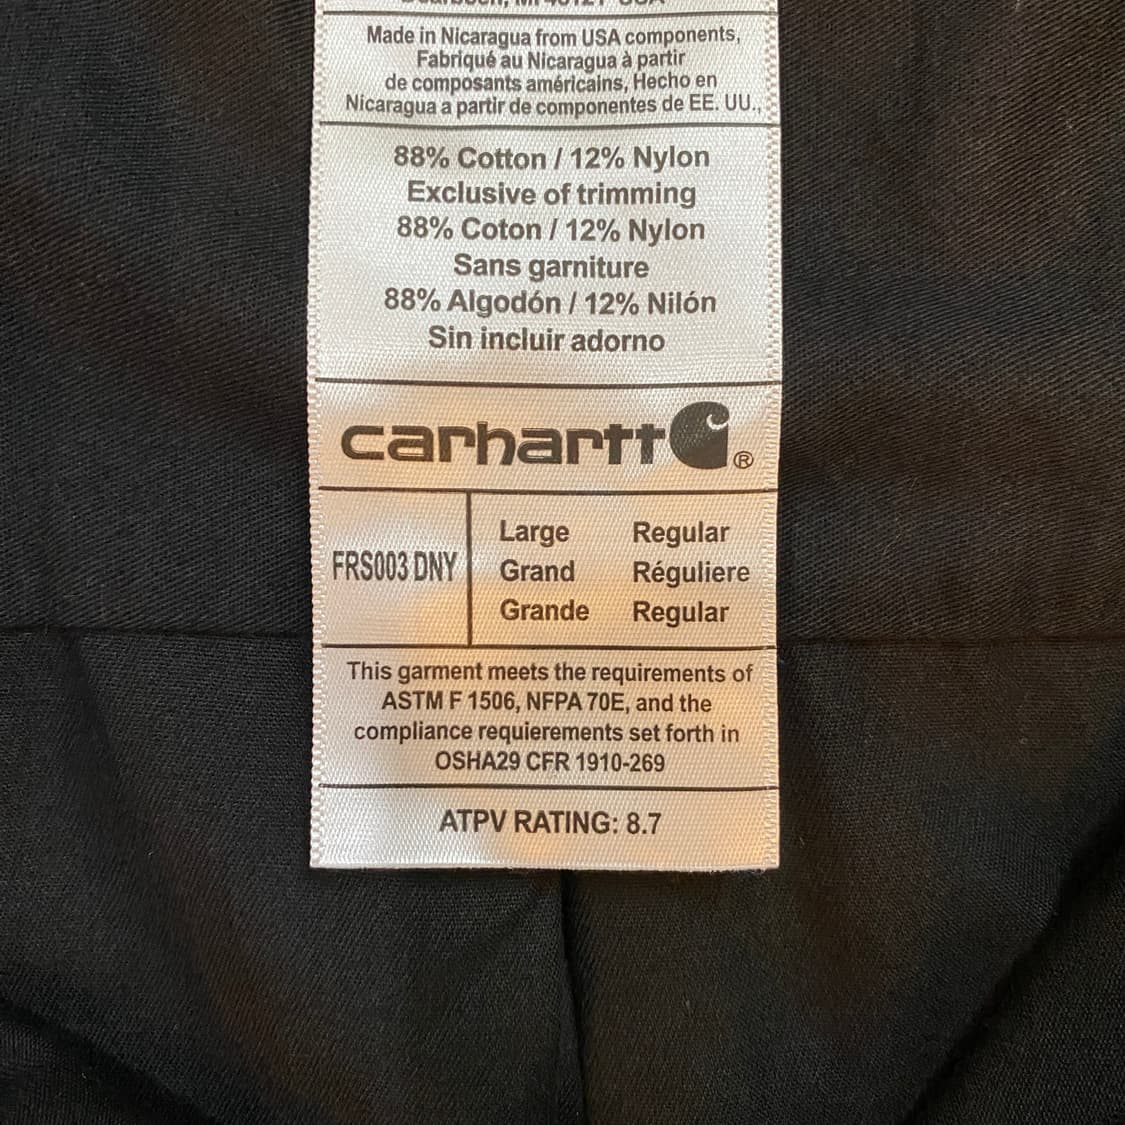 Made in Nicaragua from USA components,
Fabriqué au Nicaragua à partir
de composants américains, Hecho en
Nicaragua a partir de componentes de EE. UU.,
88% Cotton / 12% Nylon
Exclusive of trimming
88% Coton / 12% Nylon
Sans garniture
88% Algodón / 12% Nilón
Sin incluir adorno
carhartt ®
FRS003 DNY
Large Regular
Grand Réguliere
Grande Regular
This garment meets the requirements of
ASTM F 1506, NFPA 70E, and the
compliance requierements set forth in
OSHA29 CFR 1910-269
ATPV RATING: 8.7